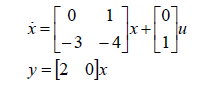 ẋ = [0 1; −3 −4]x + [0; 1]u
y = [2 0]x